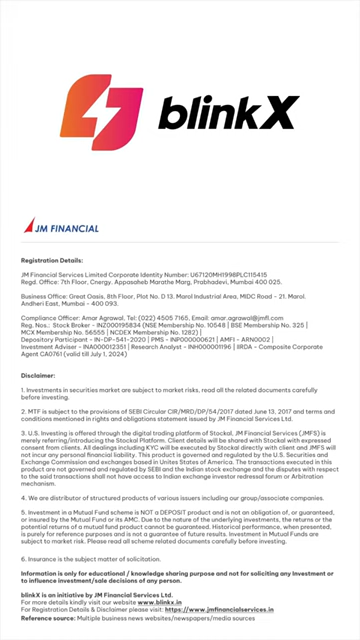 blinkX
JM FINANCIAL
Registration Details:
JM Financial Services Limited Corporate Identity Number: U67120MH1998PLC115415
Regd. Office: 7th Floor, Cnergy, Appasaheb Marathe Marg, Prabhadevi, Mumbai 400 025.
Business Office: Great Oasis, 8th Floor, Plot No. D 13, Marol Industrial Area, MIDC Road - 21, Marol,
Andheri East, Mumbai - 400 093.
Compliance Officer: Amar Agrawal, Tel: (022) 4505 7165, Email: amar.agrawal@jmfl.com
Reg. Nos.: Stock Broker - INZ000195834 (NSE Membership No. 10548 | BSE Membership No. 325 |
MCX Membership No. 56555 | NCDEX Membership No. 1282) |
Depository Participant - IN-DP-541-2020 | PMS - INP000000621 | AMFI - ARN0002 |
Investment Adviser - INA000012351 | Research Analyst - INH000001196 | IRDA - Composite Corporate
Agent CA0761 (valid till July 1, 2024)
Disclaimer:
1. Investments in securities market are subject to market risks, read all the related documents carefully
before investing.
2. MTF is subject to the provisions of SEBI Circular CIR/MRD/DP/54/2017 dated June 13, 2017 and terms and
conditions mentioned in rights and obligations statement issued by JM Financial Services Ltd.
3. U.S. Investing is offered through the digital trading platform of Stockal, JM Financial Services (JMFS) is
merely referring/introducing the Stockal Platform. Client details will be shared with Stockal with expressed
consent from clients. All dealings including KYC will be executed by Stockal directly with client and JMFS will
not incur any personal financial liability. This product is governed and regulated by the U.S. Securities and
Exchange Commission and exchanges based in Unites States of America. The transactions executed in this
product are not governed and regulated by SEBI and the Indian stock exchange and the disputes with respect
to the said transactions shall not have access to Indian exchange investor redressal forum or Arbitration
mechanism.
4. We are distributor of structured products of various issuers including our group/associate companies.
5. Investment in a Mutual Fund scheme is NOT a DEPOSIT product and is not an obligation of, or guaranteed,
or insured by the Mutual Fund or its AMC. Due to the nature of the underlying investments, the returns or the
potential returns of a mutual fund product cannot be guaranteed. Historical performance, when presented,
is purely for reference purposes and is not a guarantee of future results. Investment in Mutual Funds are
subject to market risk. Please read all scheme related documents carefully before investing.
6. Insurance is the subject matter of solicitation.
Information is only for educational / knowledge sharing purpose and not for soliciting any investment or
to influence investment/sale decisions of any person.
blinkX is an initiative by JM Financial Services Ltd.
For more details kindly visit our website www.blinkx.in
For Registration Details & Disclaimer please visit: https://www.jmfinancialservices.in
Reference source: Multiple business news websites/newspapers/media sources